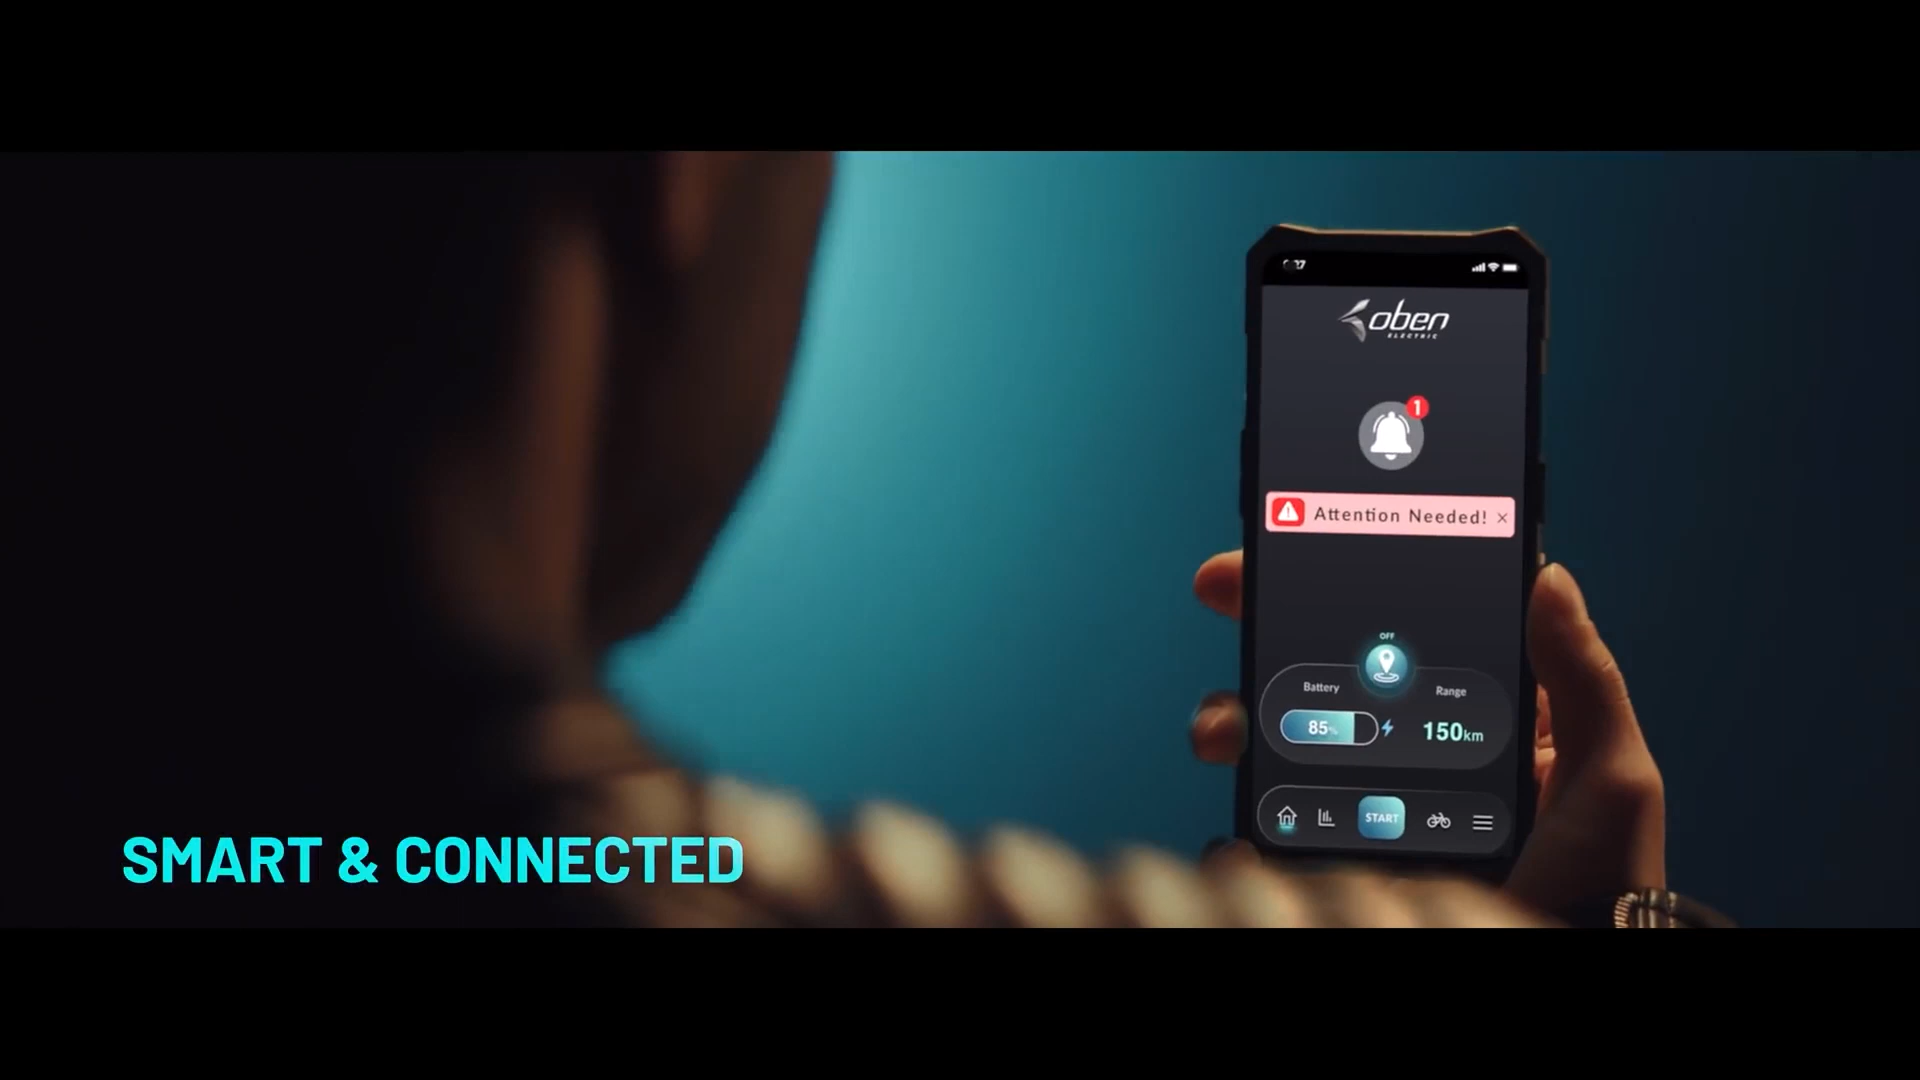 oben
ELECTRIC
1
Attention Needed!
OFF
Battery
Range
85%
150km
START
SMART & CONNECTED